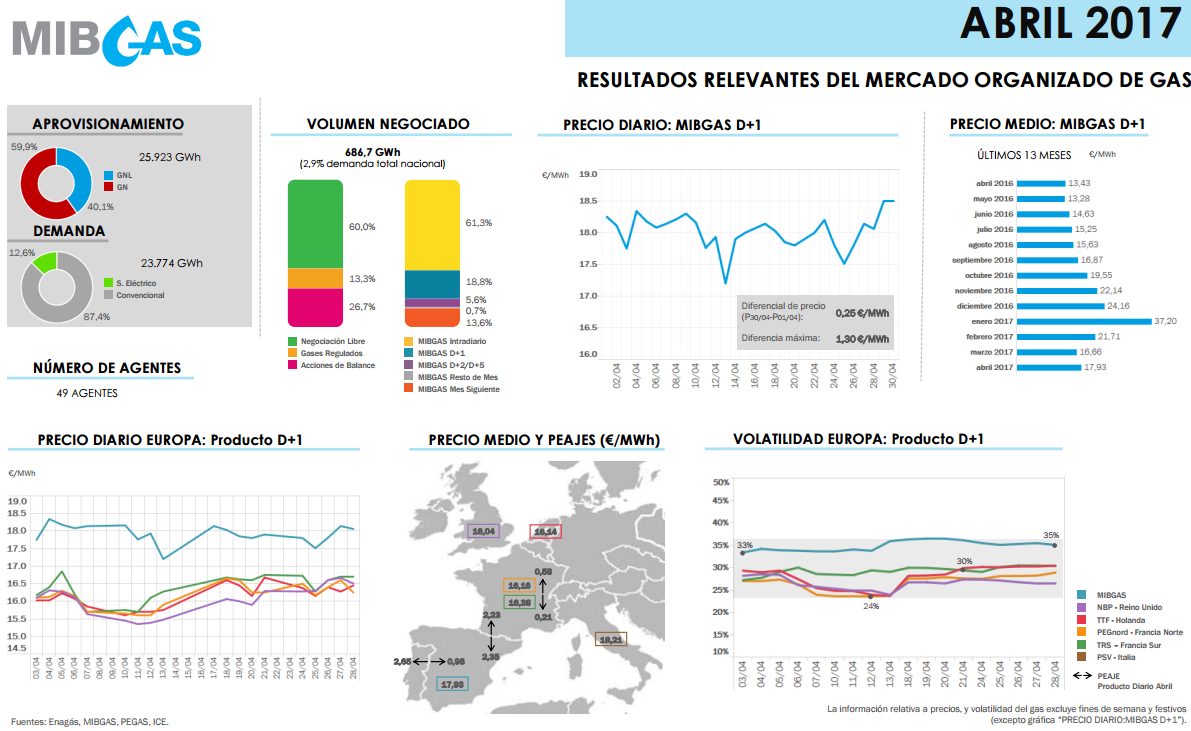 MIBGAS
ABRIL 2017
RESULTADOS RELEVANTES DEL MERCADO ORGANIZADO DE GAS
APROVISIONAMIENTO
59,9%
25.923 GWh
GNL
GN
40,1%
DEMANDA
12,6%
23.774 GWh
S. Eléctrico
Convencional
87,4%
NÚMERO DE AGENTES
49 AGENTES
VOLUMEN NEGOCIADO
686,7 GWh
(2,9% demanda total nacional)
60,0%
13,3%
26,7%
61,3%
18,8%
5,6%
0,7%
13,6%
Negociación Libre
Gases Regulados
Acciones de Balance
MIBGAS Intradiario
MIBGAS D+1
MIBGAS D+2/D+5
MIBGAS Resto de Mes
MIBGAS Mes Siguiente
PRECIO DIARIO: MIBGAS D+1
€/MWh
19.0
18.5
18.0
17.5
17.0
16.5
16.0
Diferencial de precio
(P30/04-P01/04):
0,25 €/MWh
Diferencia máxima:
1,30 €/MWh
02/04 04/04 06/04 08/04 10/04 12/04 14/04 16/04 18/04 20/04 22/04 24/04 26/04 28/04 30/04
PRECIO MEDIO: MIBGAS D+1
ÚLTIMOS 13 MESES €/MWh
abril 2016 13,43
mayo 2016 13,28
junio 2016 14,63
julio 2016 15,25
agosto 2016 15,63
septiembre 2016 16,87
octubre 2016 19,55
noviembre 2016 22,14
diciembre 2016 24,16
enero 2017 37,20
febrero 2017 21,71
marzo 2017 16,66
abril 2017 17,93
PRECIO DIARIO EUROPA: Producto D+1
€/MWh
19.0
18.5
18.0
17.5
17.0
16.5
16.0
15.5
15.0
14.5
03/04 04/04 05/04 06/04 07/04 08/04 09/04 10/04 11/04 12/04 13/04 14/04 15/04 16/04 17/04 18/04 19/04 20/04 21/04 22/04 23/04 24/04 25/04 26/04 27/04 28/04
PRECIO MEDIO Y PEAJES (€/MWh)
16,04
16,14
0,58
16,16
16,38
0,21
2,23
18,21
2,35
2,65
0,98
17,93
VOLATILIDAD EUROPA: Producto D+1
50%
45%
40%
35%
30%
25%
20%
15%
10%
33%
24%
30%
35%
03/04 04/04 05/04 06/04 07/04 10/04 11/04 12/04 13/04 18/04 19/04 20/04 21/04 24/04 25/04 26/04 27/04 28/04
MIBGAS
NBP - Reino Unido
TTF - Holanda
PEGnord - Francia Norte
TRS - Francia Sur
PSV - Italia
PEAJE
Producto Diario Abril
Fuentes: Enagás, MIBGAS, PEGAS, ICE.
La información relativa a precios, y volatilidad del gas excluye fines de semana y festivos
(excepto gráfica "PRECIO DIARIO:MIBGAS D+1").